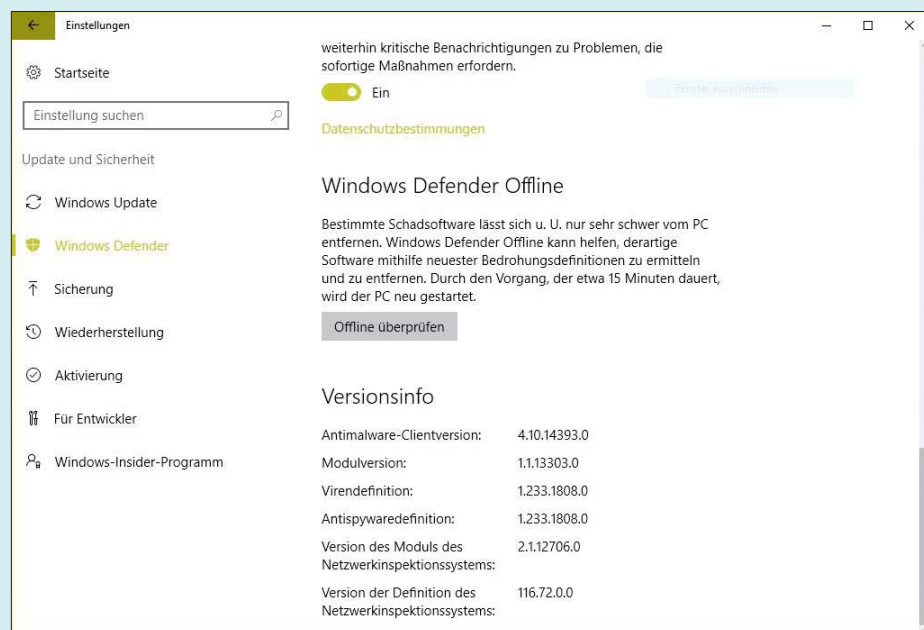 Einstellungen
Startseite
Einstellung suchen
Update und Sicherheit
Windows Update
Windows Defender
Sicherung
Wiederherstellung
Aktivierung
Für Entwickler
Windows-Insider-Programm
weiterhin kritische Benachrichtigungen zu Problemen, die
sofortige Maßnahmen erfordern.
Ein
Fenster ausschneiden
Datenschutzbestimmungen
Windows Defender Offline
Bestimmte Schadsoftware lässt sich u. U. nur sehr schwer vom PC
entfernen. Windows Defender Offline kann helfen, derartige
Software mithilfe neuester Bedrohungsdefinitionen zu ermitteln
und zu entfernen. Durch den Vorgang, der etwa 15 Minuten dauert,
wird der PC neu gestartet.
Offline überprüfen
Versionsinfo
Antimalware-Clientversion: 4.10.14393.0
Modulversion: 1.1.13303.0
Virendefinition: 1.233.1808.0
Antispywaredefinition: 1.233.1808.0
Version des Moduls des 2.1.12706.0
Netzwerkinspektionssystems:
Version der Definition des 116.72.0.0
Netzwerkinspektionssystems: